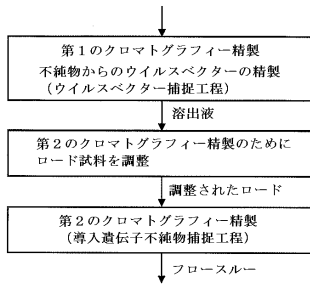 第1のクロマトグラフィー精製
不純物からのウイルスベクターの精製
(ウイルスベクター捕捉工程)
溶出液
第2のクロマトグラフィー精製のために
ロード試料を調整
調整されたロード
第2のクロマトグラフィー精製
(導入遺伝子不純物捕捉工程)
フロースルー